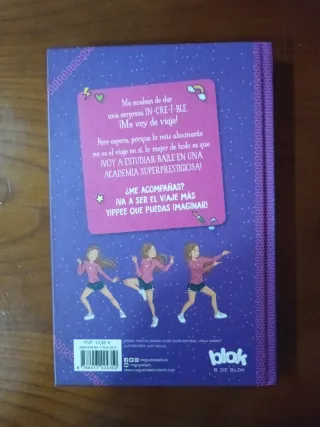 Me acaban de dar
una sorpresa IN-CRE-Í-BLE.
¡Me voy de viaje!
Pero espera, porque lo más alucinante
no es el viaje en sí, lo mejor de todo es que
¡VOY A ESTUDIAR BAILE EN UNA
ACADEMIA SUPERPRESTIGIOSA!
¿ME ACOMPAÑAS?
¡VA A SER EL VIAJE MÁS
YIPPEE QUE PUEDAS IMAGINAR!
blok
B DE BLOK